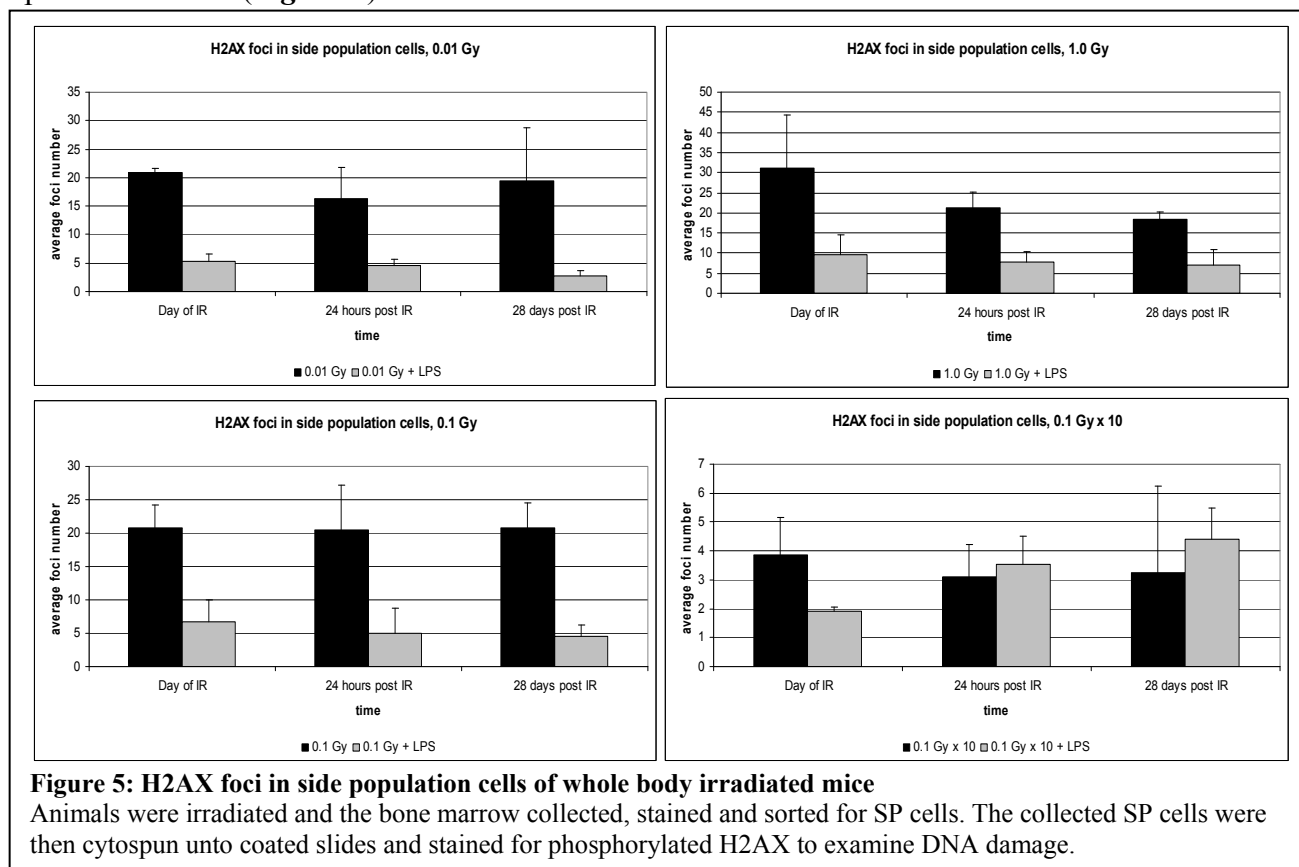 H2AX foci in side population cells, 0.01 Gy
average foci number
35
30
25
20
15
10
5
0
Day of IR 24 hours post IR 28 days post IR
time
0.01 Gy 0.01 Gy + LPS
H2AX foci in side population cells, 1.0 Gy
average foci number
50
45
40
35
30
25
20
15
10
5
0
Day of IR 24 hours post IR 28 days post IR
time
1.0 Gy 1.0 Gy + LPS
H2AX foci in side population cells, 0.1 Gy
average foci number
30
25
20
15
10
5
0
Day of IR 24 hours post IR 28 days post IR
time
0.1 Gy 0.1 Gy + LPS
H2AX foci in side population cells, 0.1 Gy x 10
average foci number
7
6
5
4
3
2
1
0
Day of IR 24 hours post IR 28 days post IR
time
0.1 Gy x 10 0.1 Gy x 10 + LPS
Figure 5: H2AX foci in side population cells of whole body irradiated mice
Animals were irradiated and the bone marrow collected, stained and sorted for SP cells. The collected SP cells were
then cytospun unto coated slides and stained for phosphorylated H2AX to examine DNA damage.